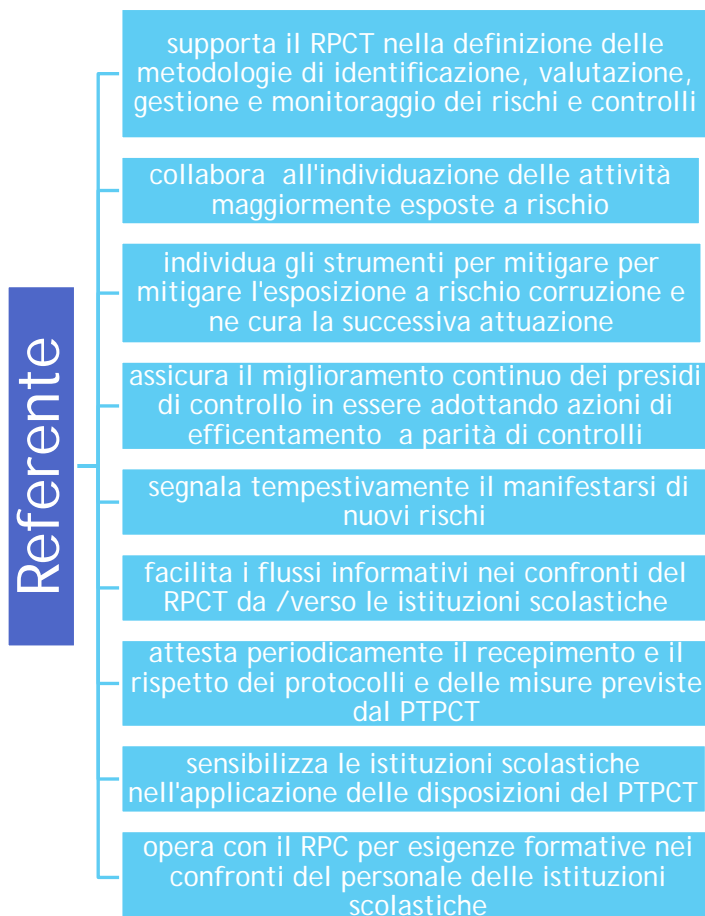 Referente
supporta il RPCT nella definizione delle
metodologie di identificazione, valutazione,
gestione e monitoraggio dei rischi e controlli
collabora  all'individuazione delle attività
maggiormente esposte a rischio
individua gli strumenti per mitigare per
mitigare l'esposizione a rischio corruzione e
ne cura la successiva attuazione
assicura il miglioramento continuo dei presidi
di controllo in essere adottando azioni di
efficentamento  a parità di controlli
segnala tempestivamente il manifestarsi di
nuovi rischi
facilita i flussi informativi nei confronti del
RPCT da /verso le istituzioni scolastiche
attesta periodicamente il recepimento e il
rispetto dei protocolli e delle misure previste
dal PTPCT
sensibilizza le istituzioni scolastiche
nell'applicazione delle disposizioni del PTPCT
opera con il RPC per esigenze formative nei
confronti del personale delle istituzioni
scolastiche